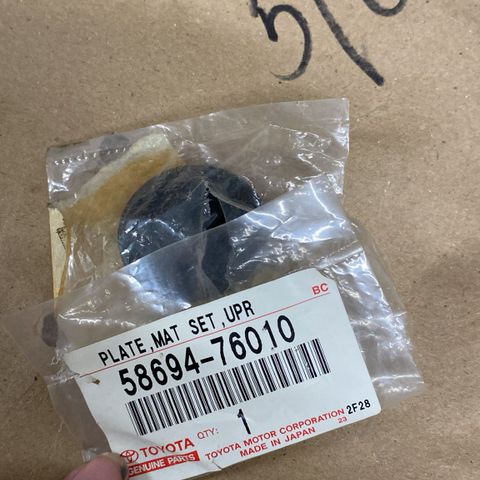 BC
PLATE,MAT SET,UPR
58694-76010
TOYOTA
GENUINE PARTS
QTY: 1
TOYOTA MOTOR CORPORATION
MADE IN JAPAN
23
2F28